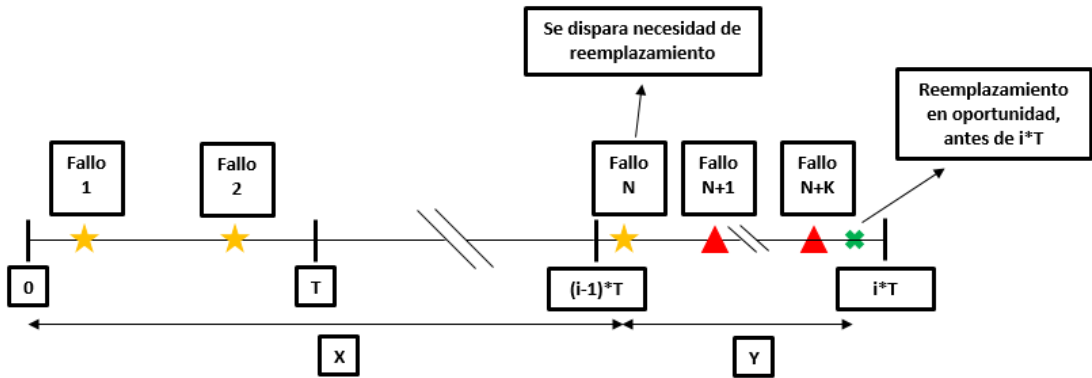 Se dispara necesidad de
reemplazamiento
Reemplazamiento
en oportunidad,
antes de i*T
Fallo
1
Fallo
2
Fallo
N
Fallo
N+1
Fallo
N+K
0
T
(i-1)*T
i*T
X
Y